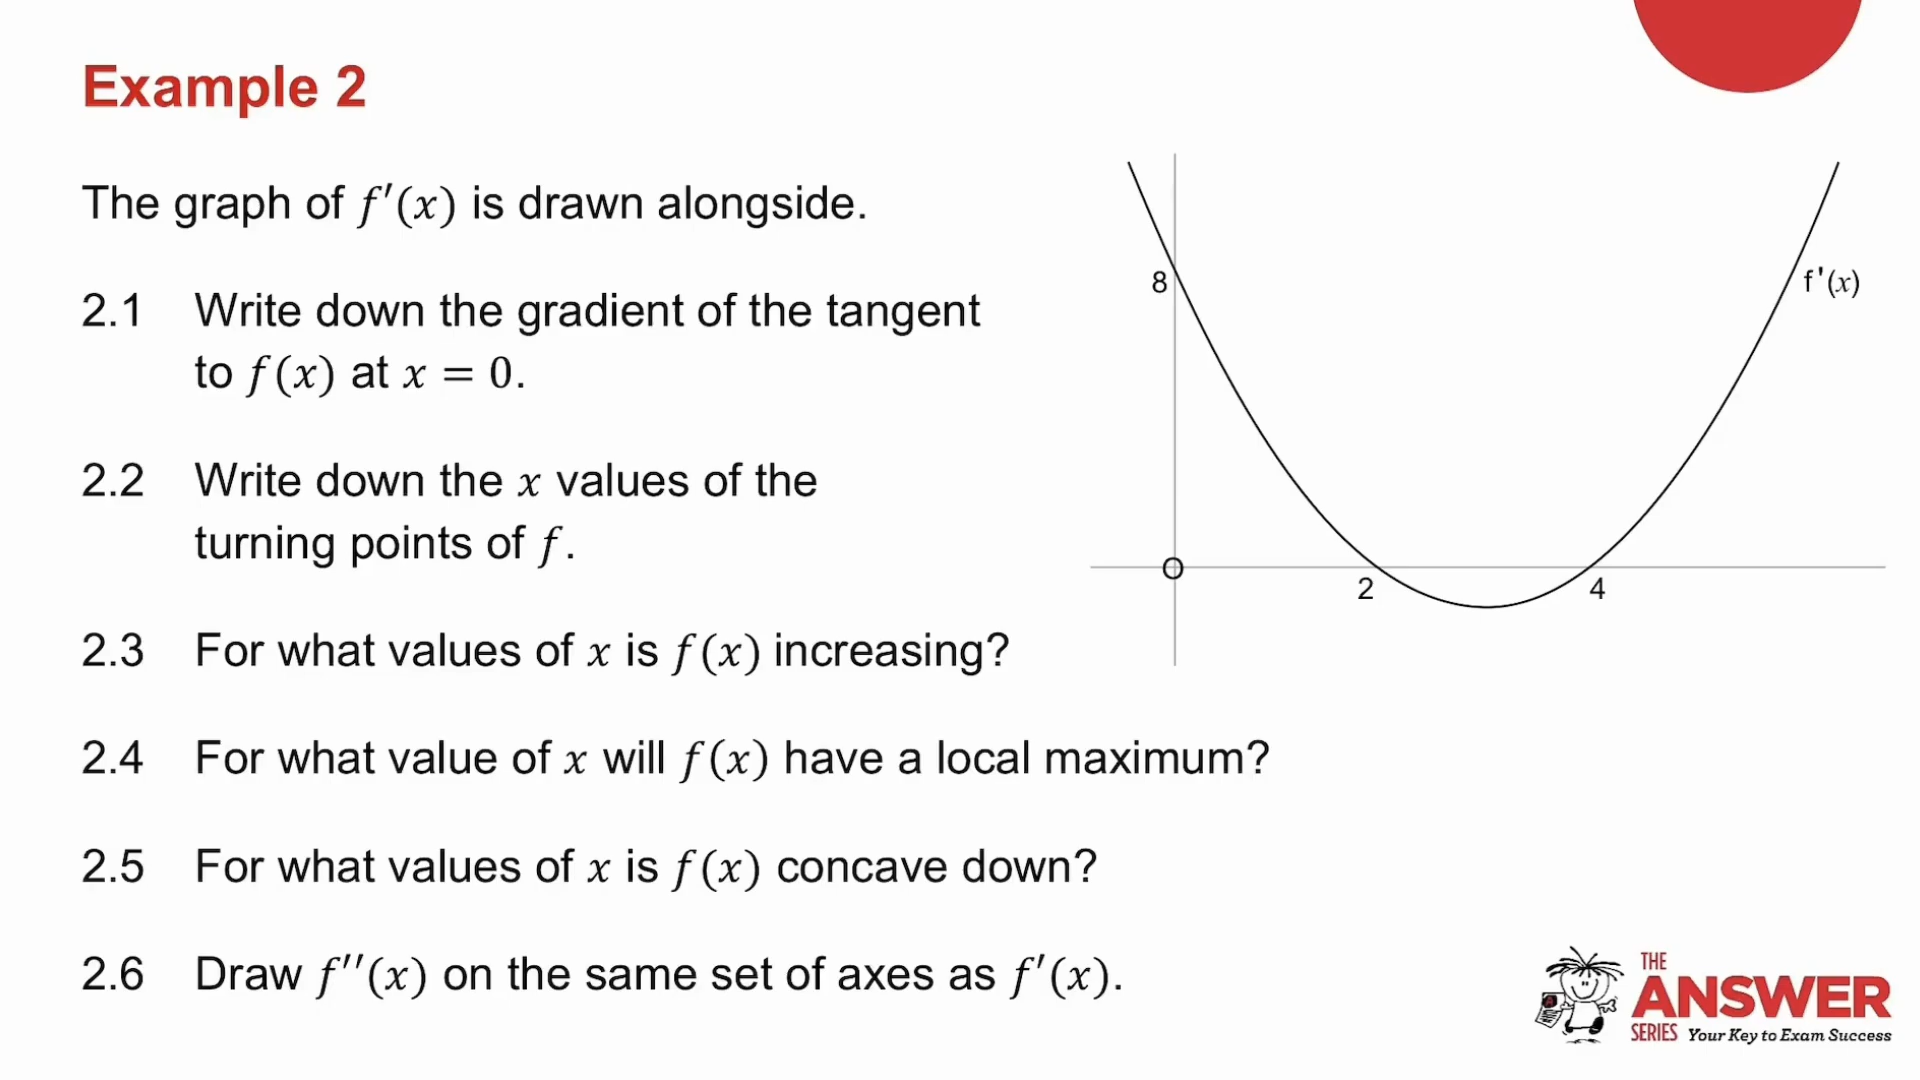 Example 2
The graph of f′(x) is drawn alongside.
2.1 Write down the gradient of the tangent
to f(x) at x = 0.
2.2 Write down the x values of the
turning points of f.
2.3 For what values of x is f(x) increasing?
2.4 For what value of x will f(x) have a local maximum?
2.5 For what values of x is f(x) concave down?
2.6 Draw f′′(x) on the same set of axes as f′(x).
8
f'(x)
O
2
4
THE
ANSWER
SERIES Your Key to Exam Success